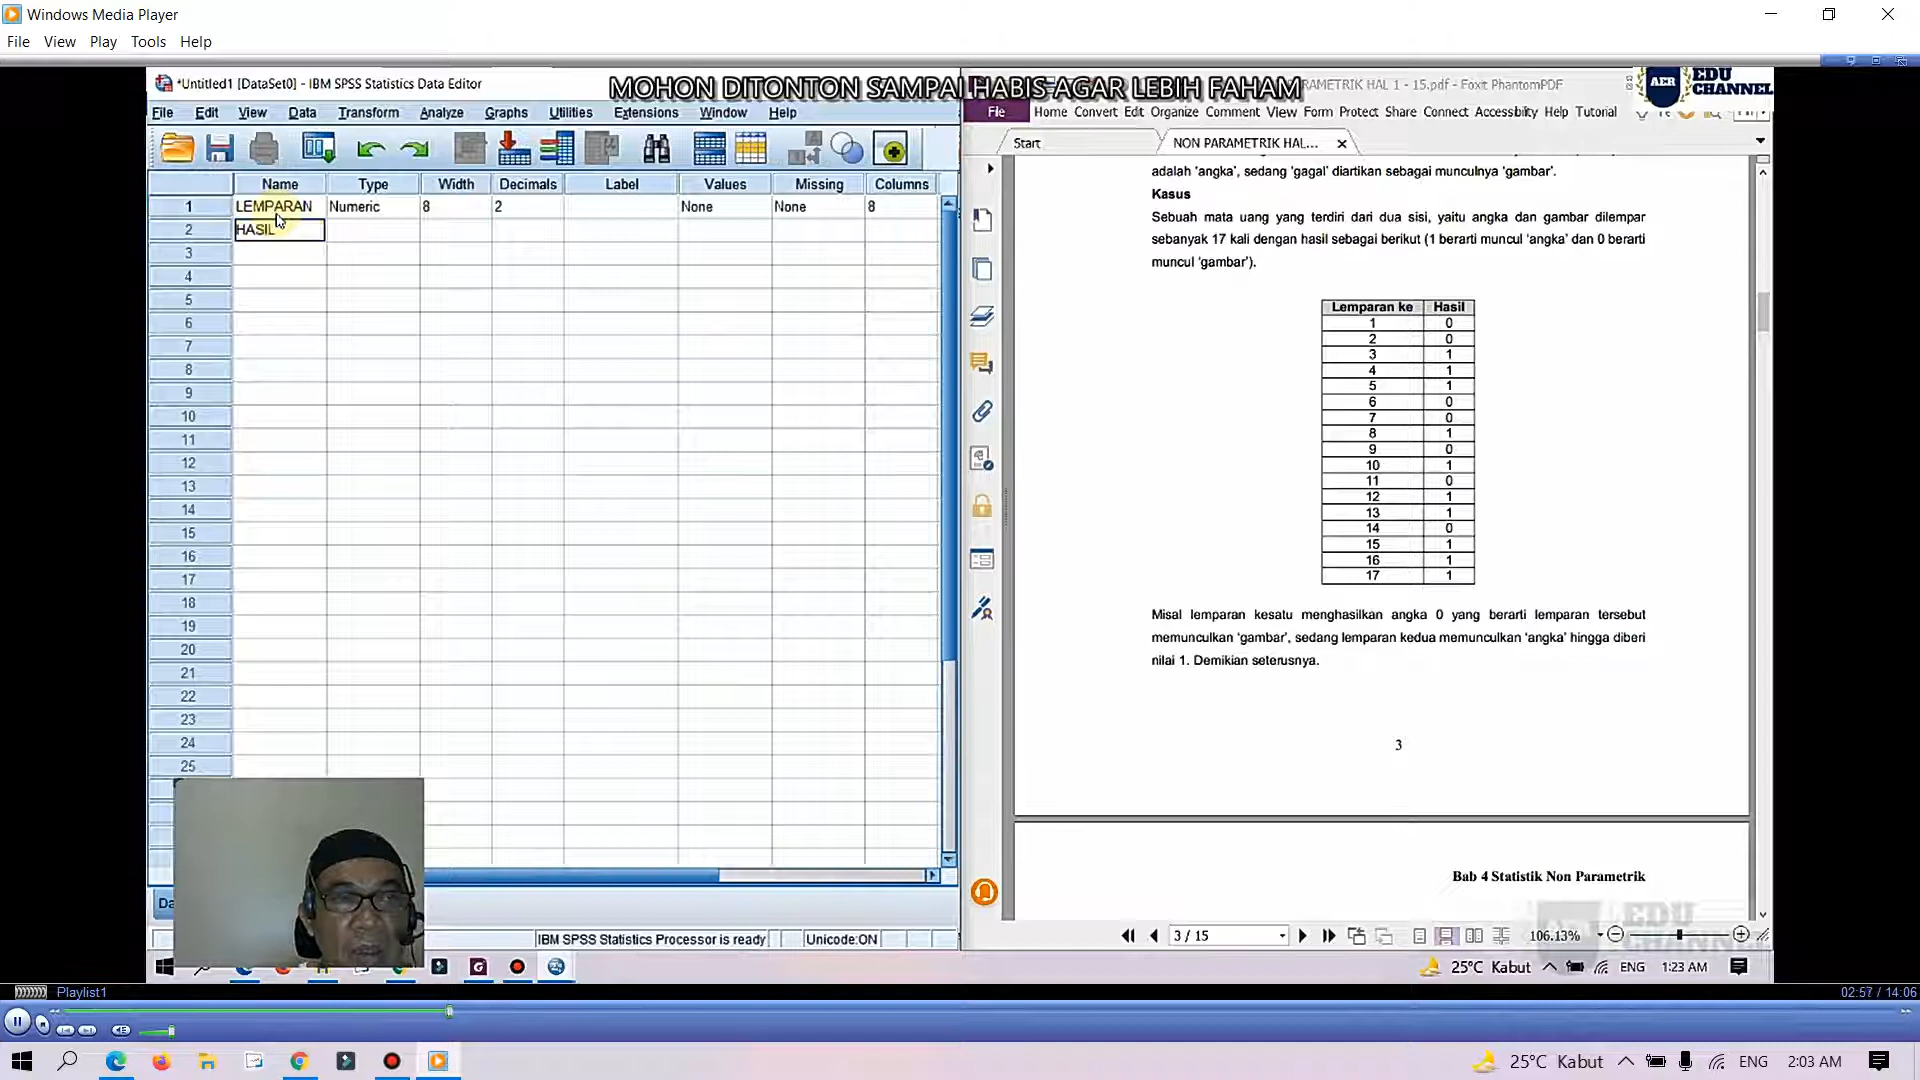 Windows Media Player
File View Play Tools Help
MOHON DITONTON SAMPAI HABIS AGAR LEBIH FAHAM
*Untitled1 [DataSet0] - IBM SPSS Statistics Data Editor
File Edit View Data Transform Analyze Graphs Utilities Extensions Window Help
Name Type Width Decimals Label Values Missing Columns
1 LEMPARAN Numeric 8 2 None None 8
2 HASIL
3
4
5
6
7
8
9
10
11
12
13
14
15
16
17
18
19
20
21
22
23
24
25
Da
IBM SPSS Statistics Processor is ready Unicode:ON
RAMETRIK HAL 1 - 15.pdf - Foxit PhantomPDF
AER EDU CHANNEL
File Home Convert Edit Organize Comment View Form Protect Share Connect Accessibility Help Tutorial
Start NON PARAMETRIK HAL...
adalah 'angka', sedang 'gagal' diartikan sebagai munculnya 'gambar'.
Kasus
Sebuah mata uang yang terdiri dari dua sisi, yaitu angka dan gambar dilempar
sebanyak 17 kali dengan hasil sebagai berikut (1 berarti muncul 'angka' dan 0 berarti
muncul 'gambar').
Lemparan ke Hasil
1 0
2 0
3 1
4 1
5 1
6 0
7 0
8 1
9 0
10 1
11 0
12 1
13 1
14 0
15 1
16 1
17 1
Misal lemparan kesatu menghasilkan angka 0 yang berarti lemparan tersebut
memunculkan 'gambar', sedang lemparan kedua memunculkan 'angka' hingga diberi
nilai 1. Demikian seterusnya.
3
Bab 4 Statistik Non Parametrik
EDU
CHANNEL
3 / 15 106.13%
25°C Kabut ENG 1:23 AM
Playlist1 02:57 / 14:06
25°C Kabut ENG 2:03 AM